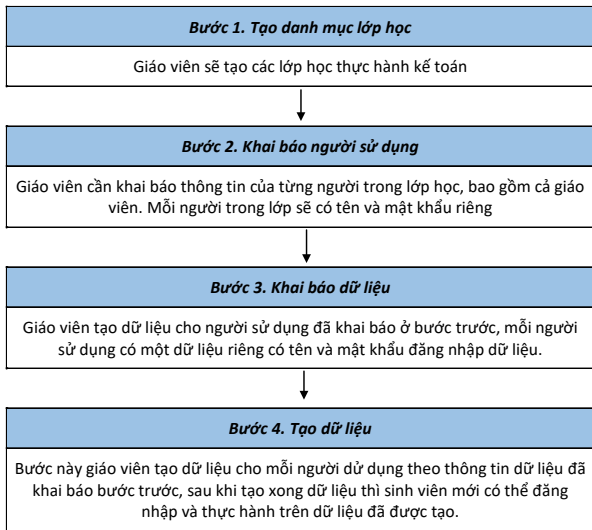 Bước 1. Tạo danh mục lớp học
Giáo viên sẽ tạo các lớp học thực hành kế toán
Bước 2. Khai báo người sử dụng
Giáo viên cần khai báo thông tin của từng người trong lớp học, bao gồm cả giáo
viên. Mỗi người trong lớp sẽ có tên và mật khẩu riêng
Bước 3. Khai báo dữ liệu
Giáo viên tạo dữ liệu cho người sử dụng đã khai báo ở bước trước, mỗi người
sử dụng có một dữ liệu riêng có tên và mật khẩu đăng nhập dữ liệu.
Bước 4. Tạo dữ liệu
Bước này giáo viên tạo dữ liệu cho mỗi người dử dụng theo thông tin dữ liệu đã
khai báo bước trước, sau khi tạo xong dữ liệu thì sinh viên mới có thể đăng
nhập và thực hành trên dữ liệu đã được tạo.